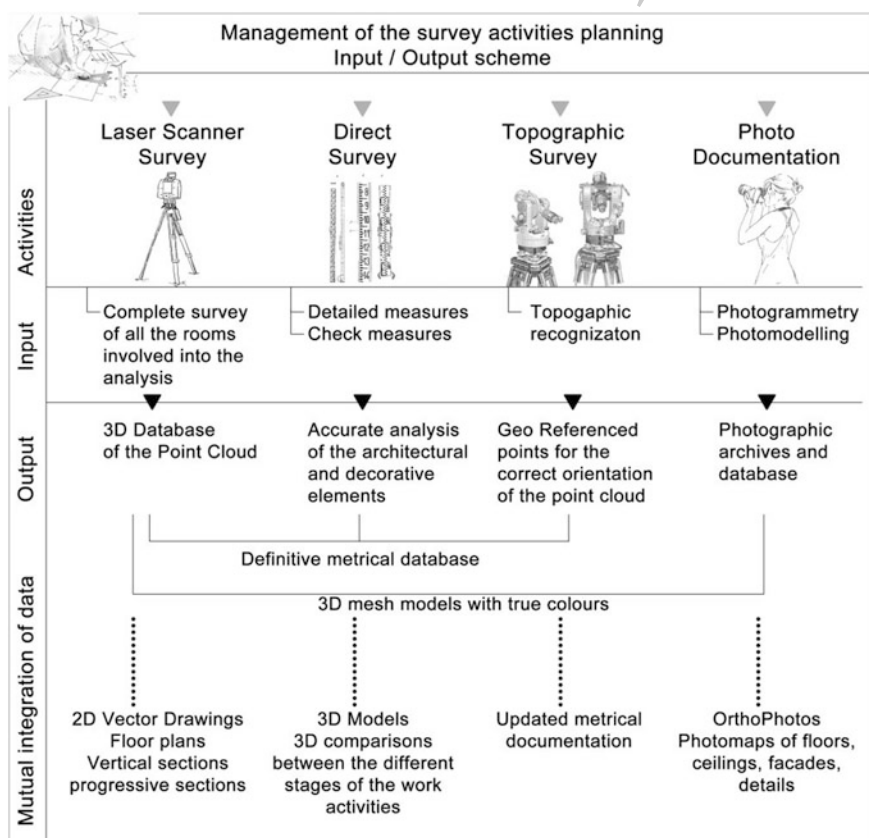 Management of the survey activities planning
Input / Output scheme
Activities
Laser Scanner
Survey
Direct
Survey
Topographic
Survey
Photo
Documentation
Input
Complete survey
of all the rooms
involved into the
analysis
Detailed measures
Check measures
Topogaphic
recognizaton
Photogrammetry
Photomodelling
Output
3D Database
of the Point Cloud
Accurate analysis
of the architectural
and decorative
elements
Geo Referenced
points for the
correct orientation
of the point cloud
Photographic
archives and
database
Mutual integration of data
Definitive metrical database
3D mesh models with true colours
2D Vector Drawings
Floor plans
Vertical sections
progressive sections
3D Models
3D comparisons
between the different
stages of the work
activities
Updated metrical
documentation
OrthoPhotos
Photomaps of floors,
ceilings, facades,
details